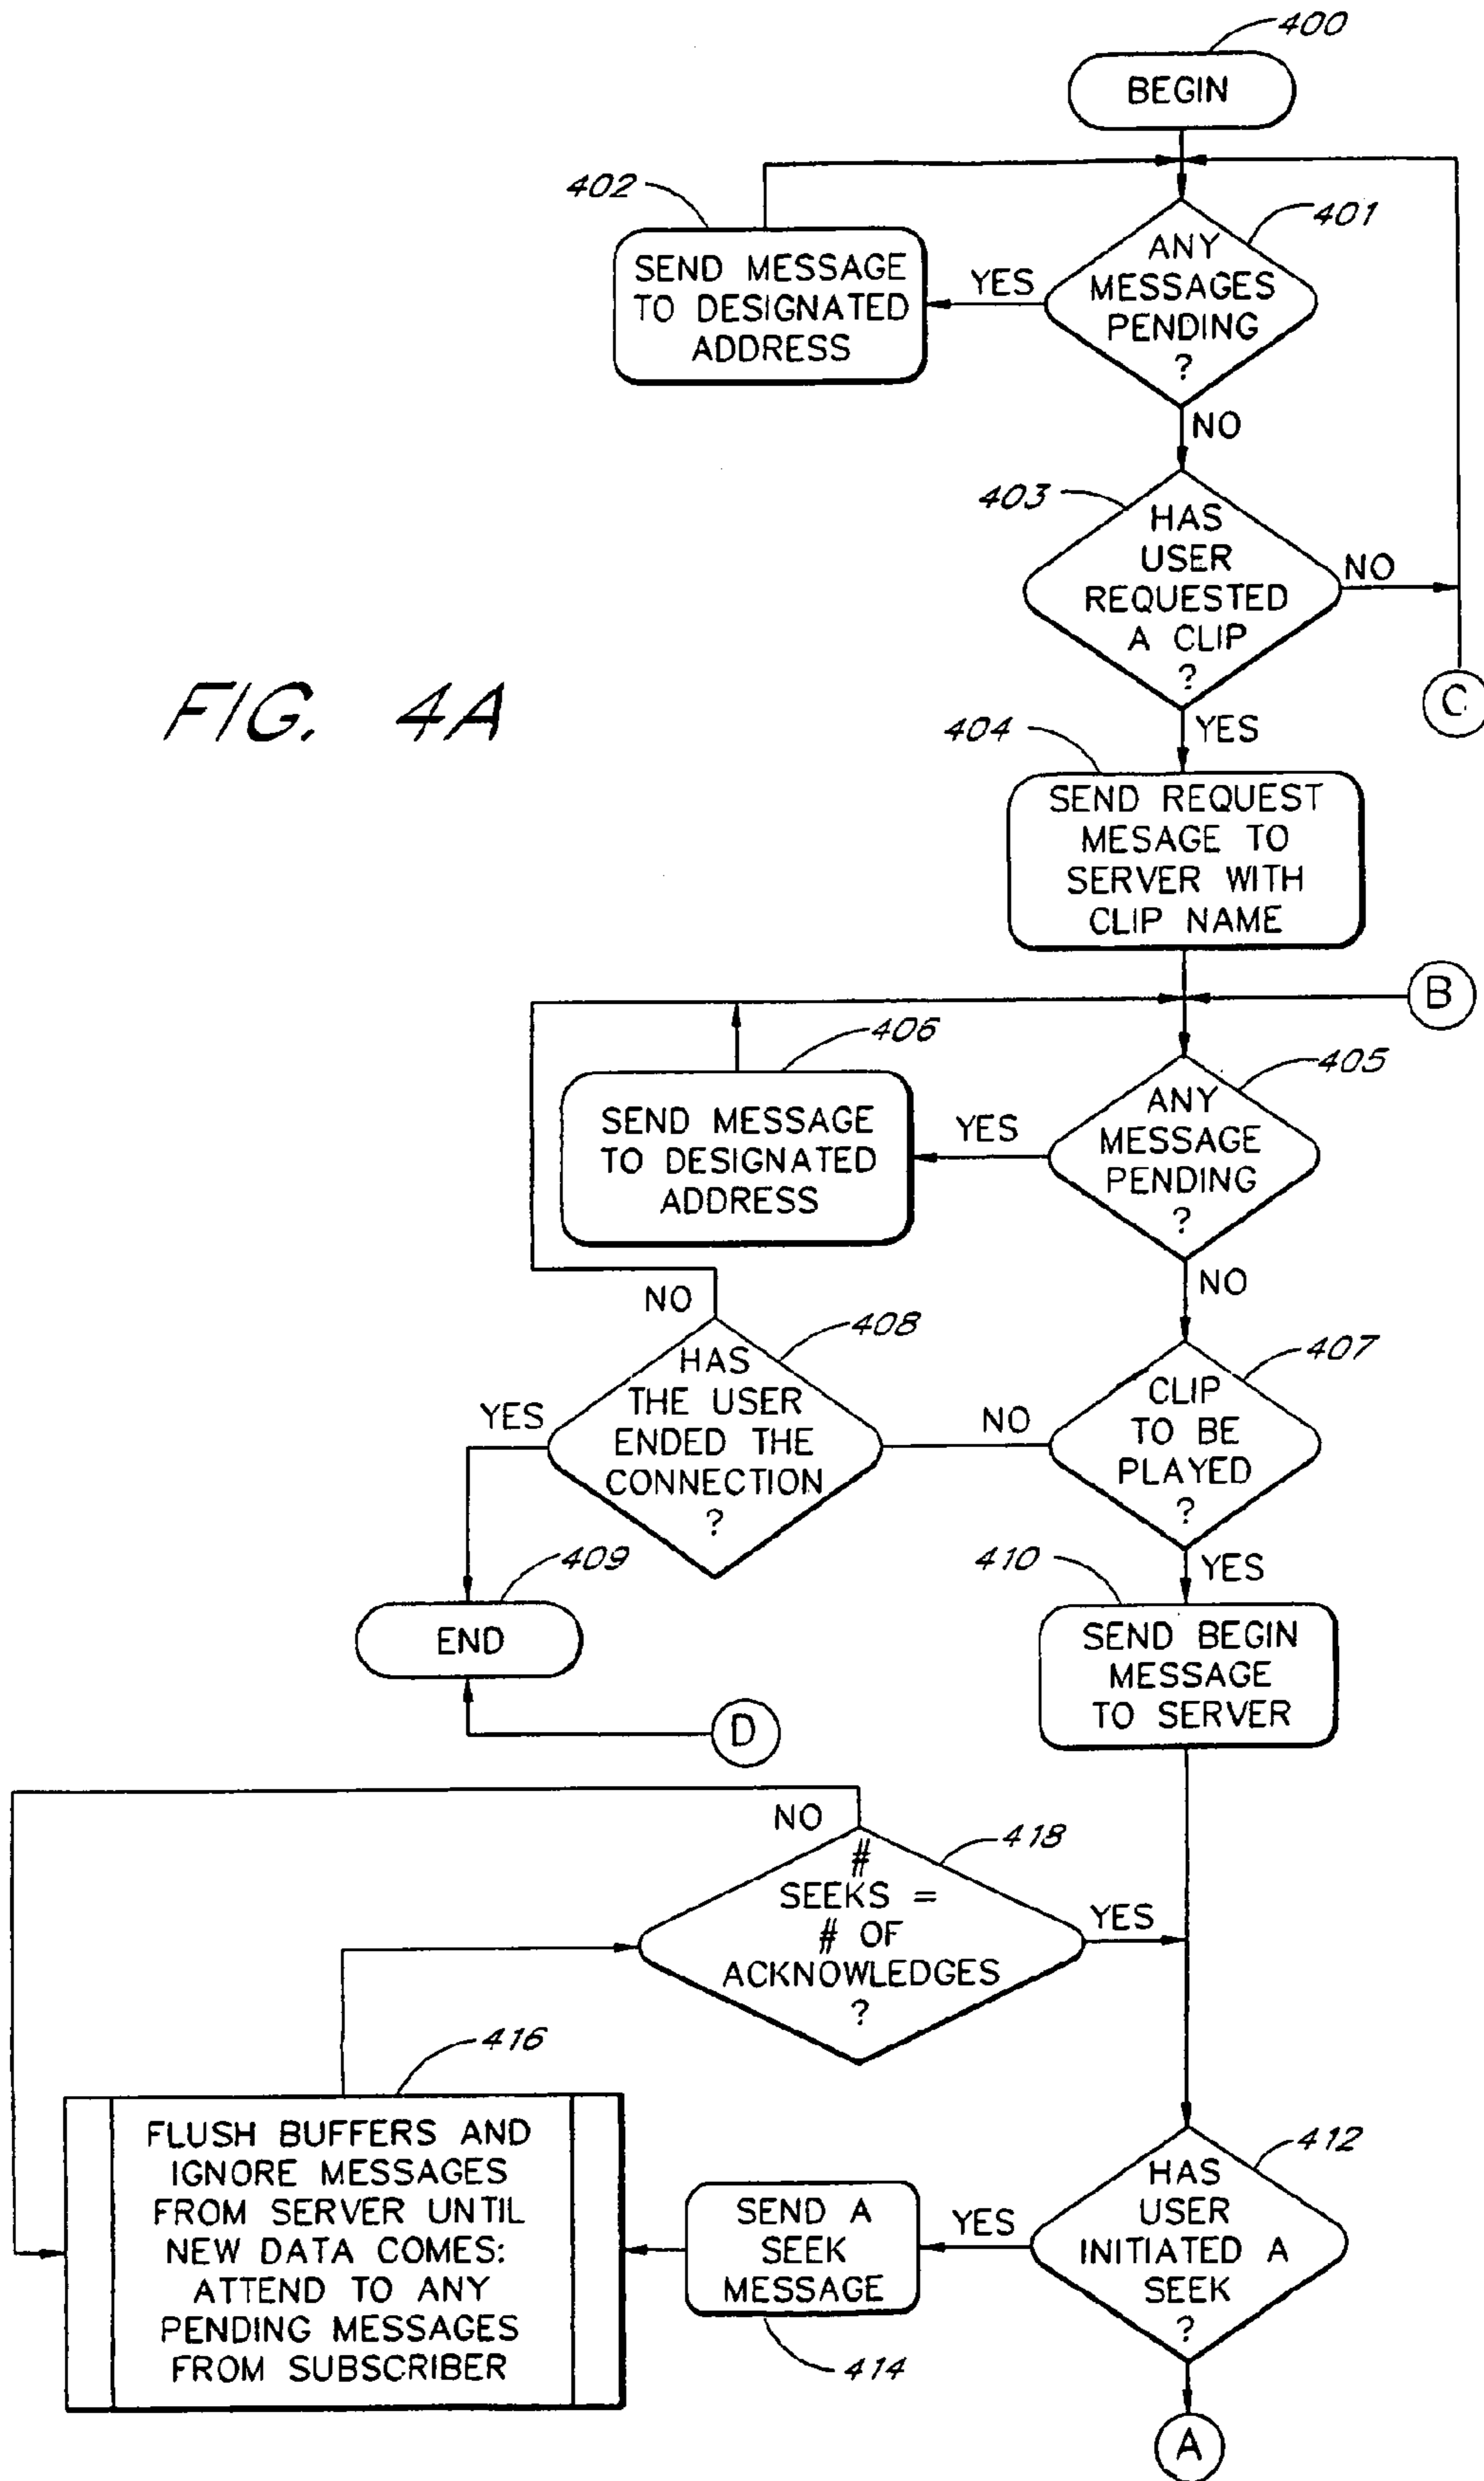 400
BEGIN
402
401
SEND MESSAGE
TO DESIGNATED
ADDRESS
YES
ANY
MESSAGES
PENDING
?
NO
403
HAS
USER
REQUESTED
A CLIP
?
NO
C
FIG. 4A
YES
404
SEND REQUEST
MESAGE TO
SERVER WITH
CLIP NAME
B
406
405
SEND MESSAGE
TO DESIGNATED
ADDRESS
YES
ANY
MESSAGE
PENDING
?
NO
NO
408
407
HAS
THE USER
ENDED THE
CONNECTION
?
YES
NO
CLIP
TO BE
PLAYED
?
409
END
410
YES
SEND BEGIN
MESSAGE
TO SERVER
D
NO
418
#
SEEKS =
# OF
ACKNOWLEDGES
?
YES
416
FLUSH BUFFERS AND
IGNORE MESSAGES
FROM SERVER UNTIL
NEW DATA COMES:
ATTEND TO ANY
PENDING MESSAGES
FROM SUBSCRIBER
SEND A
SEEK
MESSAGE
414
YES
412
HAS
USER
INITIATED A
SEEK
?
A